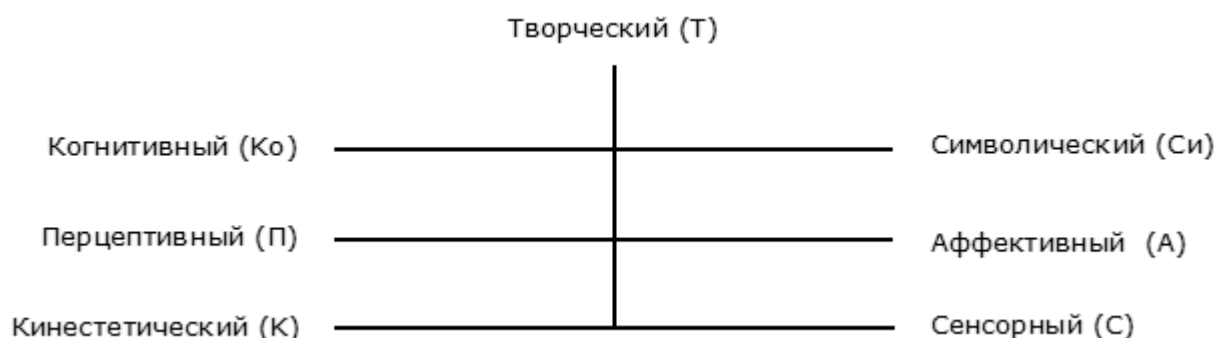 Творческий (Т)
Когнитивный (Ко)
Символический (Си)
Перцептивный (П)
Аффективный (А)
Кинестетический (К)
Сенсорный (С)